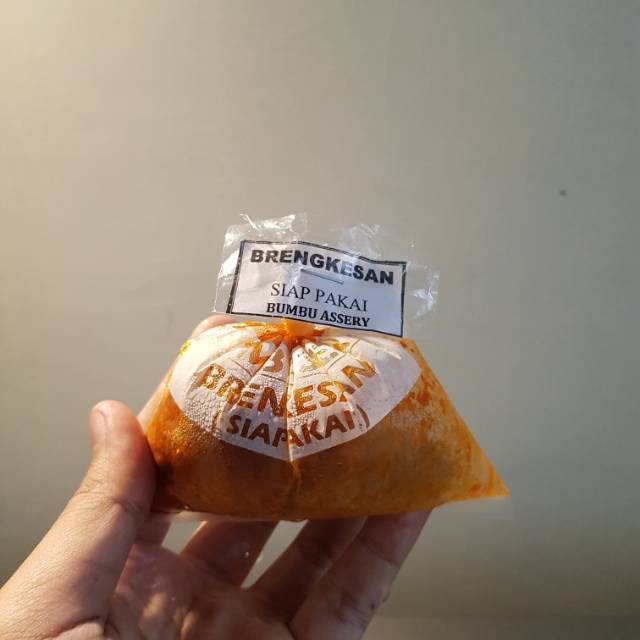 BRENGKESAN
SIAP PAKAI
BUMBU ASSERY
BRENKESAN
(SIAPAKAI)